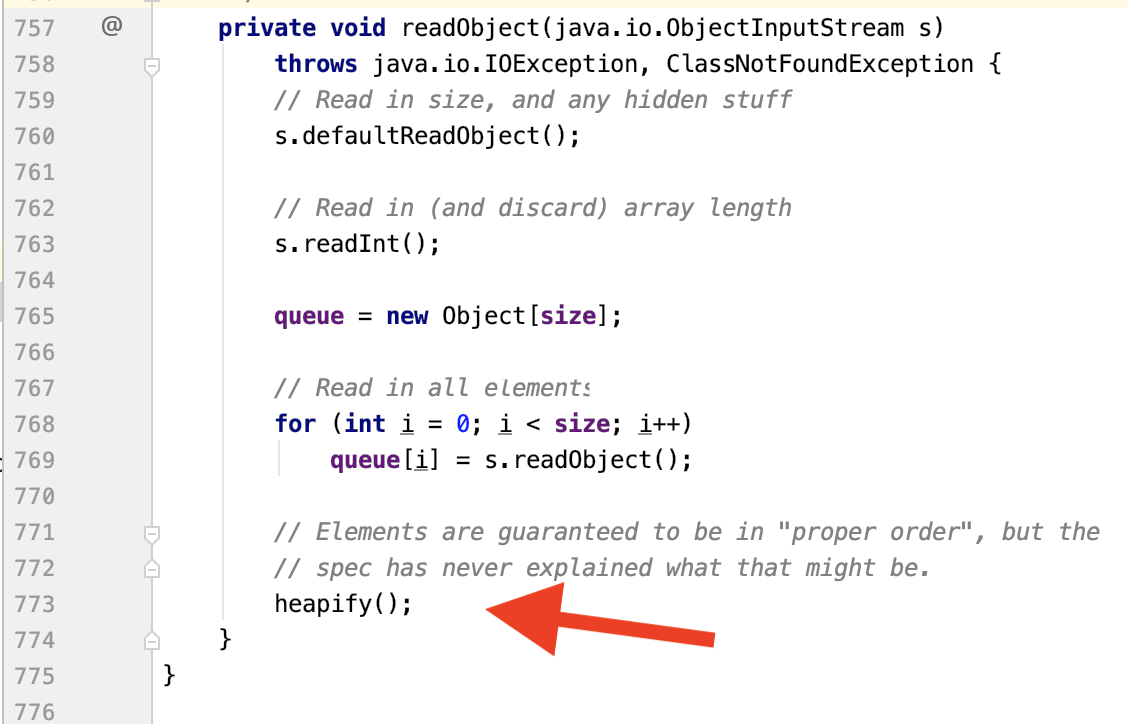 757 @ private void readObject(java.io.ObjectInputStream s)
758 throws java.io.IOException, ClassNotFoundException {
759 // Read in size, and any hidden stuff
760 s.defaultReadObject();
761
762 // Read in (and discard) array length
763 s.readInt();
764
765 queue = new Object[size];
766
767 // Read in all elements
768 for (int i = 0; i < size; i++)
769 queue[i] = s.readObject();
770
771 // Elements are guaranteed to be in "proper order", but the
772 // spec has never explained what that might be.
773 heapify();
774 }
775 }
776